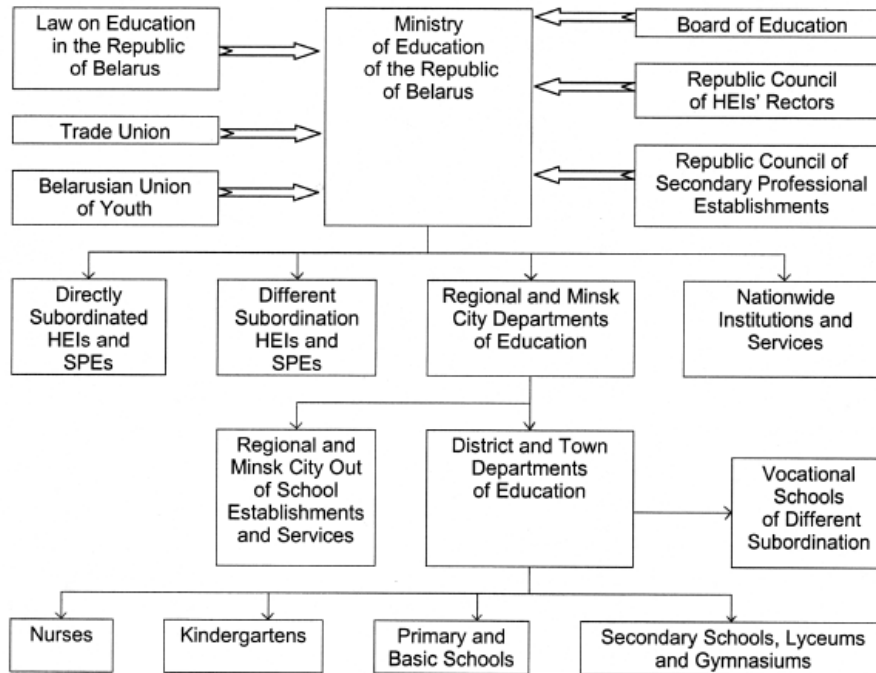 Law on Education
in the Republic
of Belarus
Trade Union
Belarusian Union
of Youth
Ministry
of Education
of the Republic
of Belarus
Board of Education
Republic Council
of HEIs' Rectors
Republic Council of
Secondary Professional
Establishments
Directly
Subordinated
HEIs and
SPEs
Different
Subordination
HEIs and
SPEs
Regional and Minsk
City Departments
of Education
Nationwide
Institutions and
Services
Regional and
Minsk City Out
of School
Establishments
and Services
District and Town
Departments
of Education
Vocational
Schools
of Different
Subordination
Nurses
Kindergartens
Primary and
Basic Schools
Secondary Schools, Lyceums
and Gymnasiums